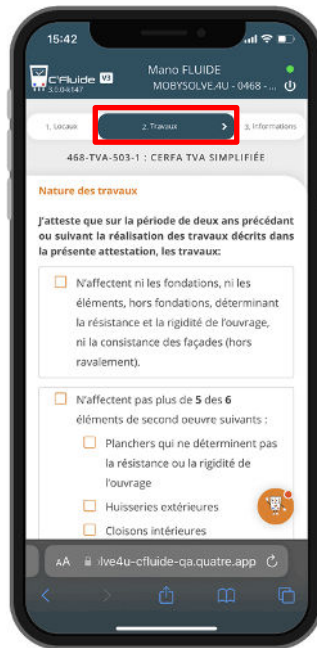 15:42
C'Fluide V3
3.0.04147
Mano FLUIDE
MOBYSOLVE.4U - 0468 - ...
1. Locaux
2. Travaux
3. Informations
468-TVA-503-1 : CERFA TVA SIMPLIFIÉE
Nature des travaux
J'atteste que sur la période de deux ans précédant
ou suivant la réalisation des travaux décrits dans
la présente attestation, les travaux:
N'affectent ni les fondations, ni les
éléments, hors fondations, déterminant
la résistance et la rigidité de l'ouvrage,
ni la consistance des façades (hors
ravalement).
N'affectent pas plus de 5 des 6
éléments de second oeuvre suivants :
Planchers qui ne déterminent pas
la résistance ou la rigidité de
l'ouvrage
Huisseries extérieures
Cloisons intérieures
AA
lve4u-cfluide-qa.quatre.app